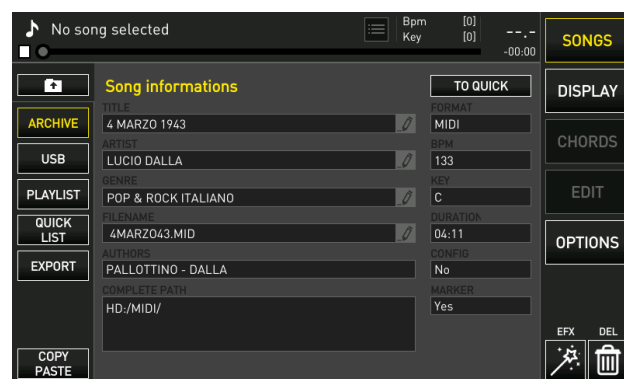 No song selected
Bpm [0]
Key [0]
--.-
-00:00
SONGS
DISPLAY
CHORDS
EDIT
OPTIONS
EFX DEL
ARCHIVE
USB
PLAYLIST
QUICK
LIST
EXPORT
COPY
PASTE
Song informations
TO QUICK
TITLE
4 MARZO 1943
ARTIST
LUCIO DALLA
GENRE
POP & ROCK ITALIANO
FILENAME
4MARZO43.MID
AUTHORS
PALLOTTINO - DALLA
COMPLETE PATH
HD:/MIDI/
FORMAT
MIDI
BPM
133
KEY
C
DURATION
04:11
CONFIG
No
MARKER
Yes